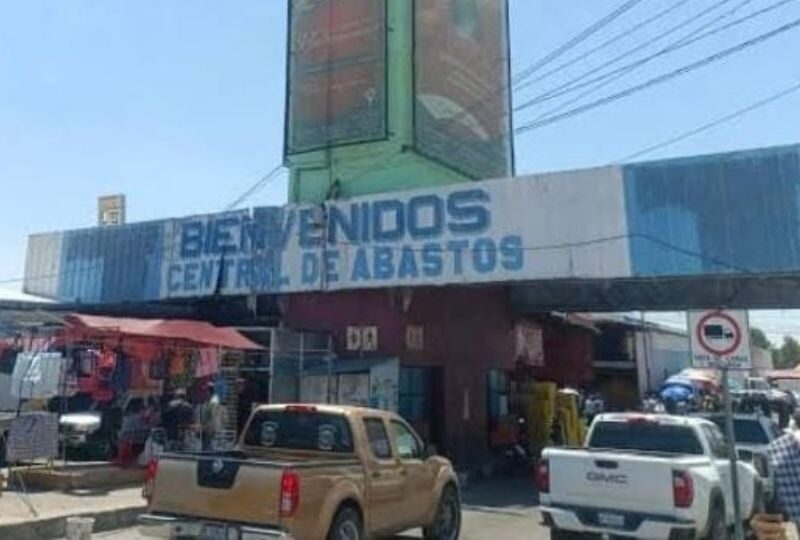 BIENVENIDOS
CENTRAL DE ABASTOS
GMC